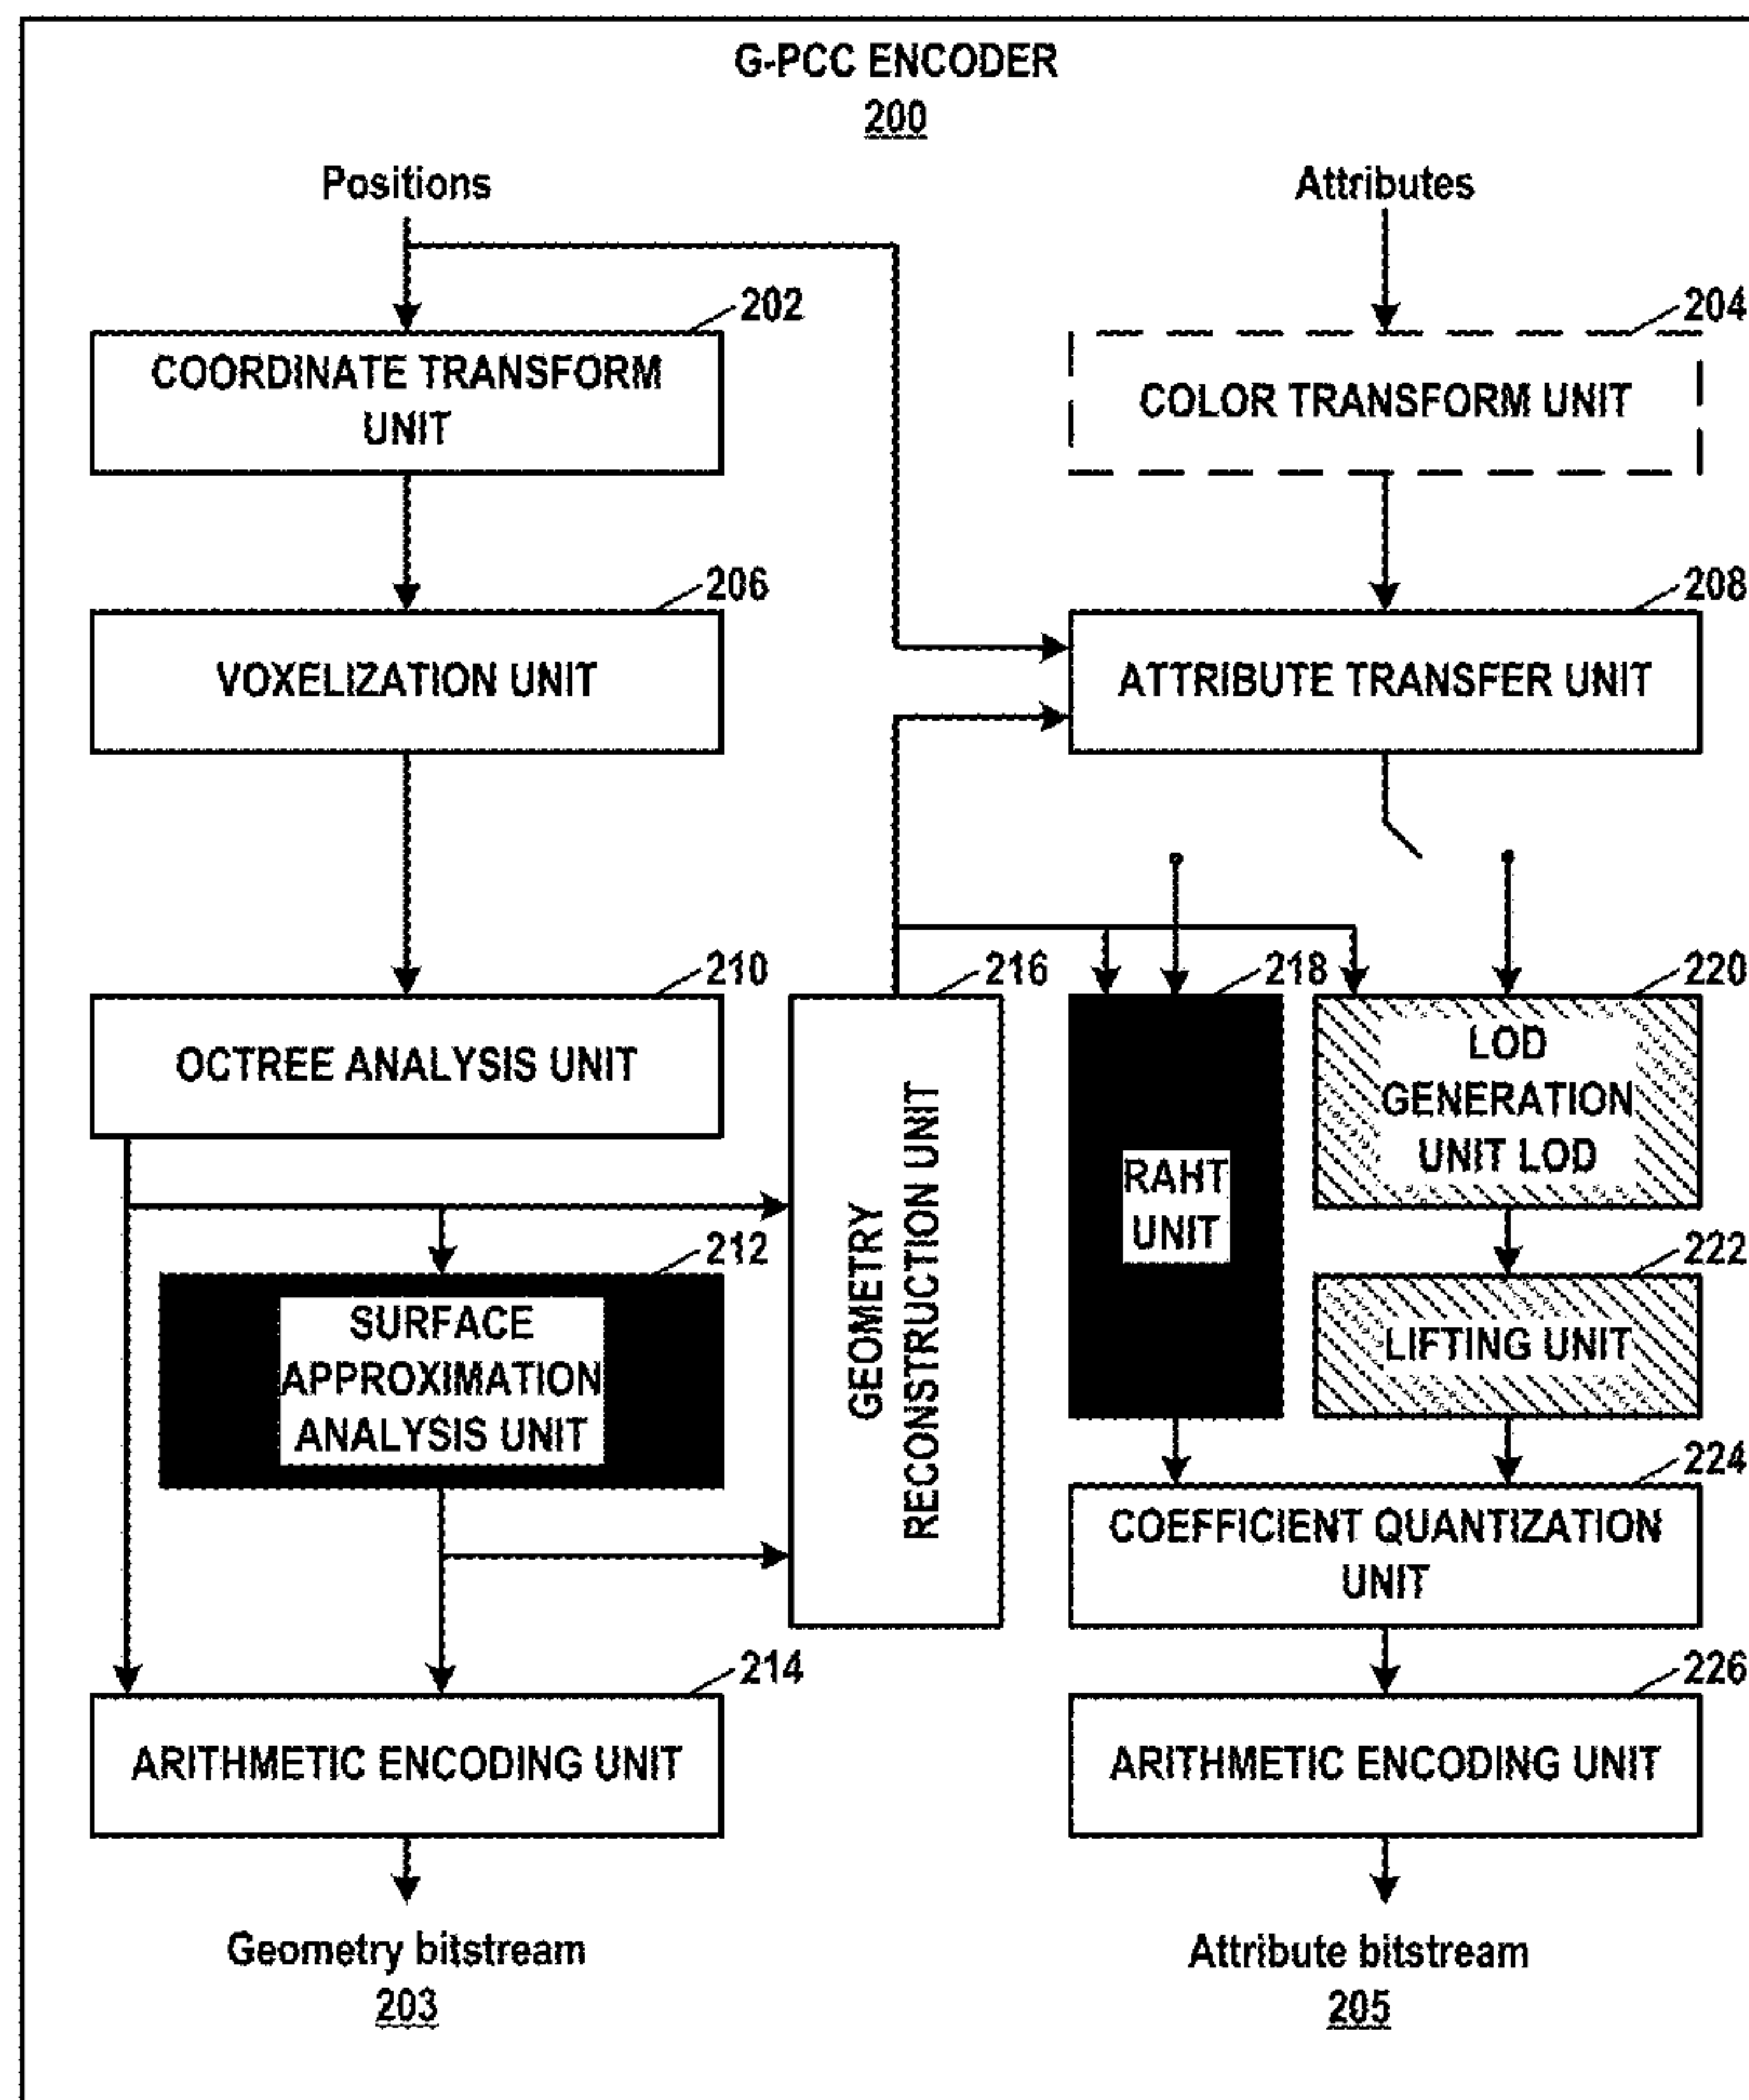 G-PCC ENCODER
200
Positions
Attributes
202
204
COORDINATE TRANSFORM
UNIT
COLOR TRANSFORM UNIT
206
208
VOXELIZATION UNIT
ATTRIBUTE TRANSFER UNIT
210
216
218
220
OCTREE ANALYSIS UNIT
GEOMETRY
RECONSTRUCTION UNIT
RAHT
UNIT
LOD
GENERATION
UNIT LOD
212
222
SURFACE
APPROXIMATION
ANALYSIS UNIT
LIFTING UNIT
224
COEFFICIENT QUANTIZATION
UNIT
214
226
ARITHMETIC ENCODING UNIT
ARITHMETIC ENCODING UNIT
Geometry bitstream
203
Attribute bitstream
205